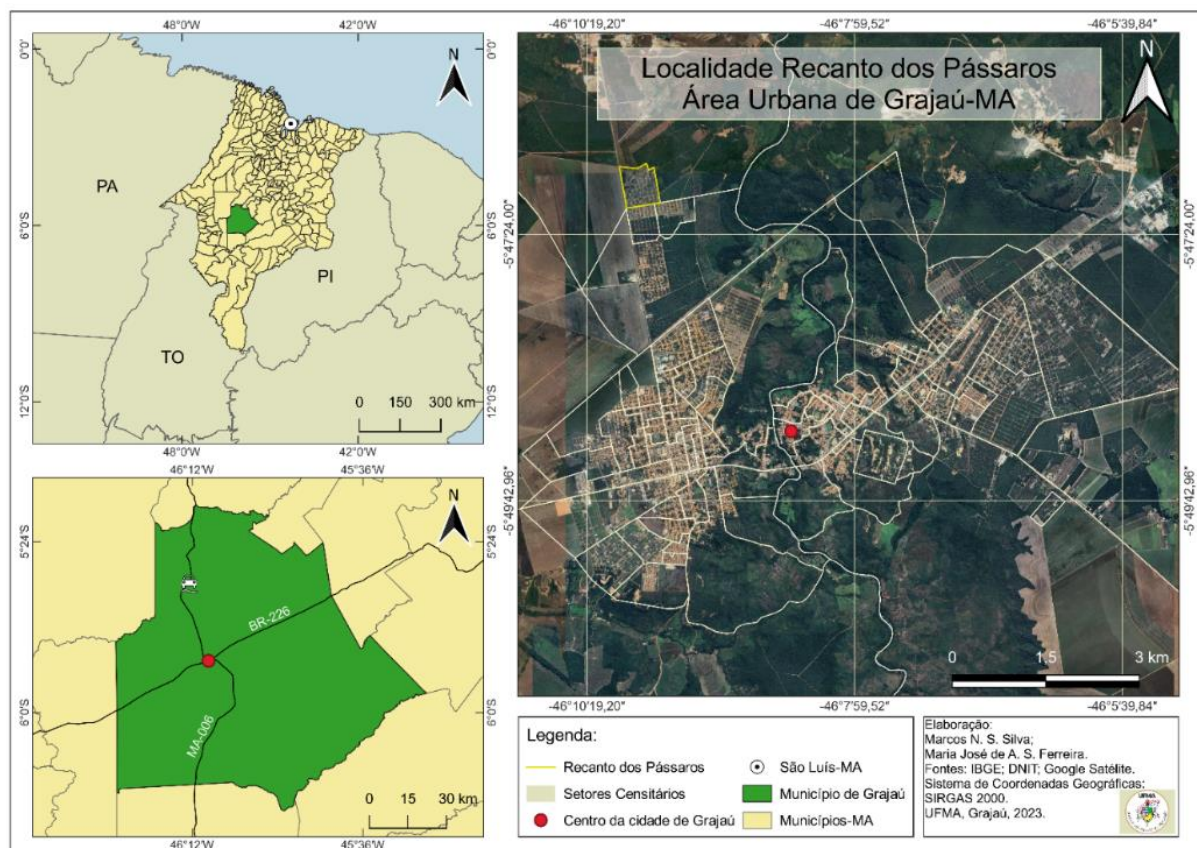 48°0'W
42°0'W
0°0'
0°0'
N
PA
6°0'S
6°0'S
PI
TO
12°0'S
12°0'S
0 150 300 km
48°0'W
42°0'W
46°12'W
45°36'W
N
5°24'S
5°24'S
BR-226
6°0'S
6°0'S
MA-006
0 15 30 km
46°12'W
45°36'W
-46°10'19,20"
-46°7'59,52"
-46°5'39,84"
Localidade Recanto dos Pássaros
Área Urbana de Grajaú-MA
N
-5°47'24,00"
-5°47'24,00"
-5°49'42,96"
-5°49'42,96"
0 1.5 3 km
-46°10'19,20"
-46°7'59,52"
-46°5'39,84"
Legenda:
Recanto dos Pássaros
São Luís-MA
Setores Censitários
Município de Grajaú
Centro da cidade de Grajaú
Municípios-MA
Elaboração:
Marcos N. S. Silva;
Maria José de A. S. Ferreira.
Fontes: IBGE; DNIT; Google Satélite.
Sistema de Coordenadas Geográficas:
SIRGAS 2000.
UFMA, Grajaú, 2023.
UFMA